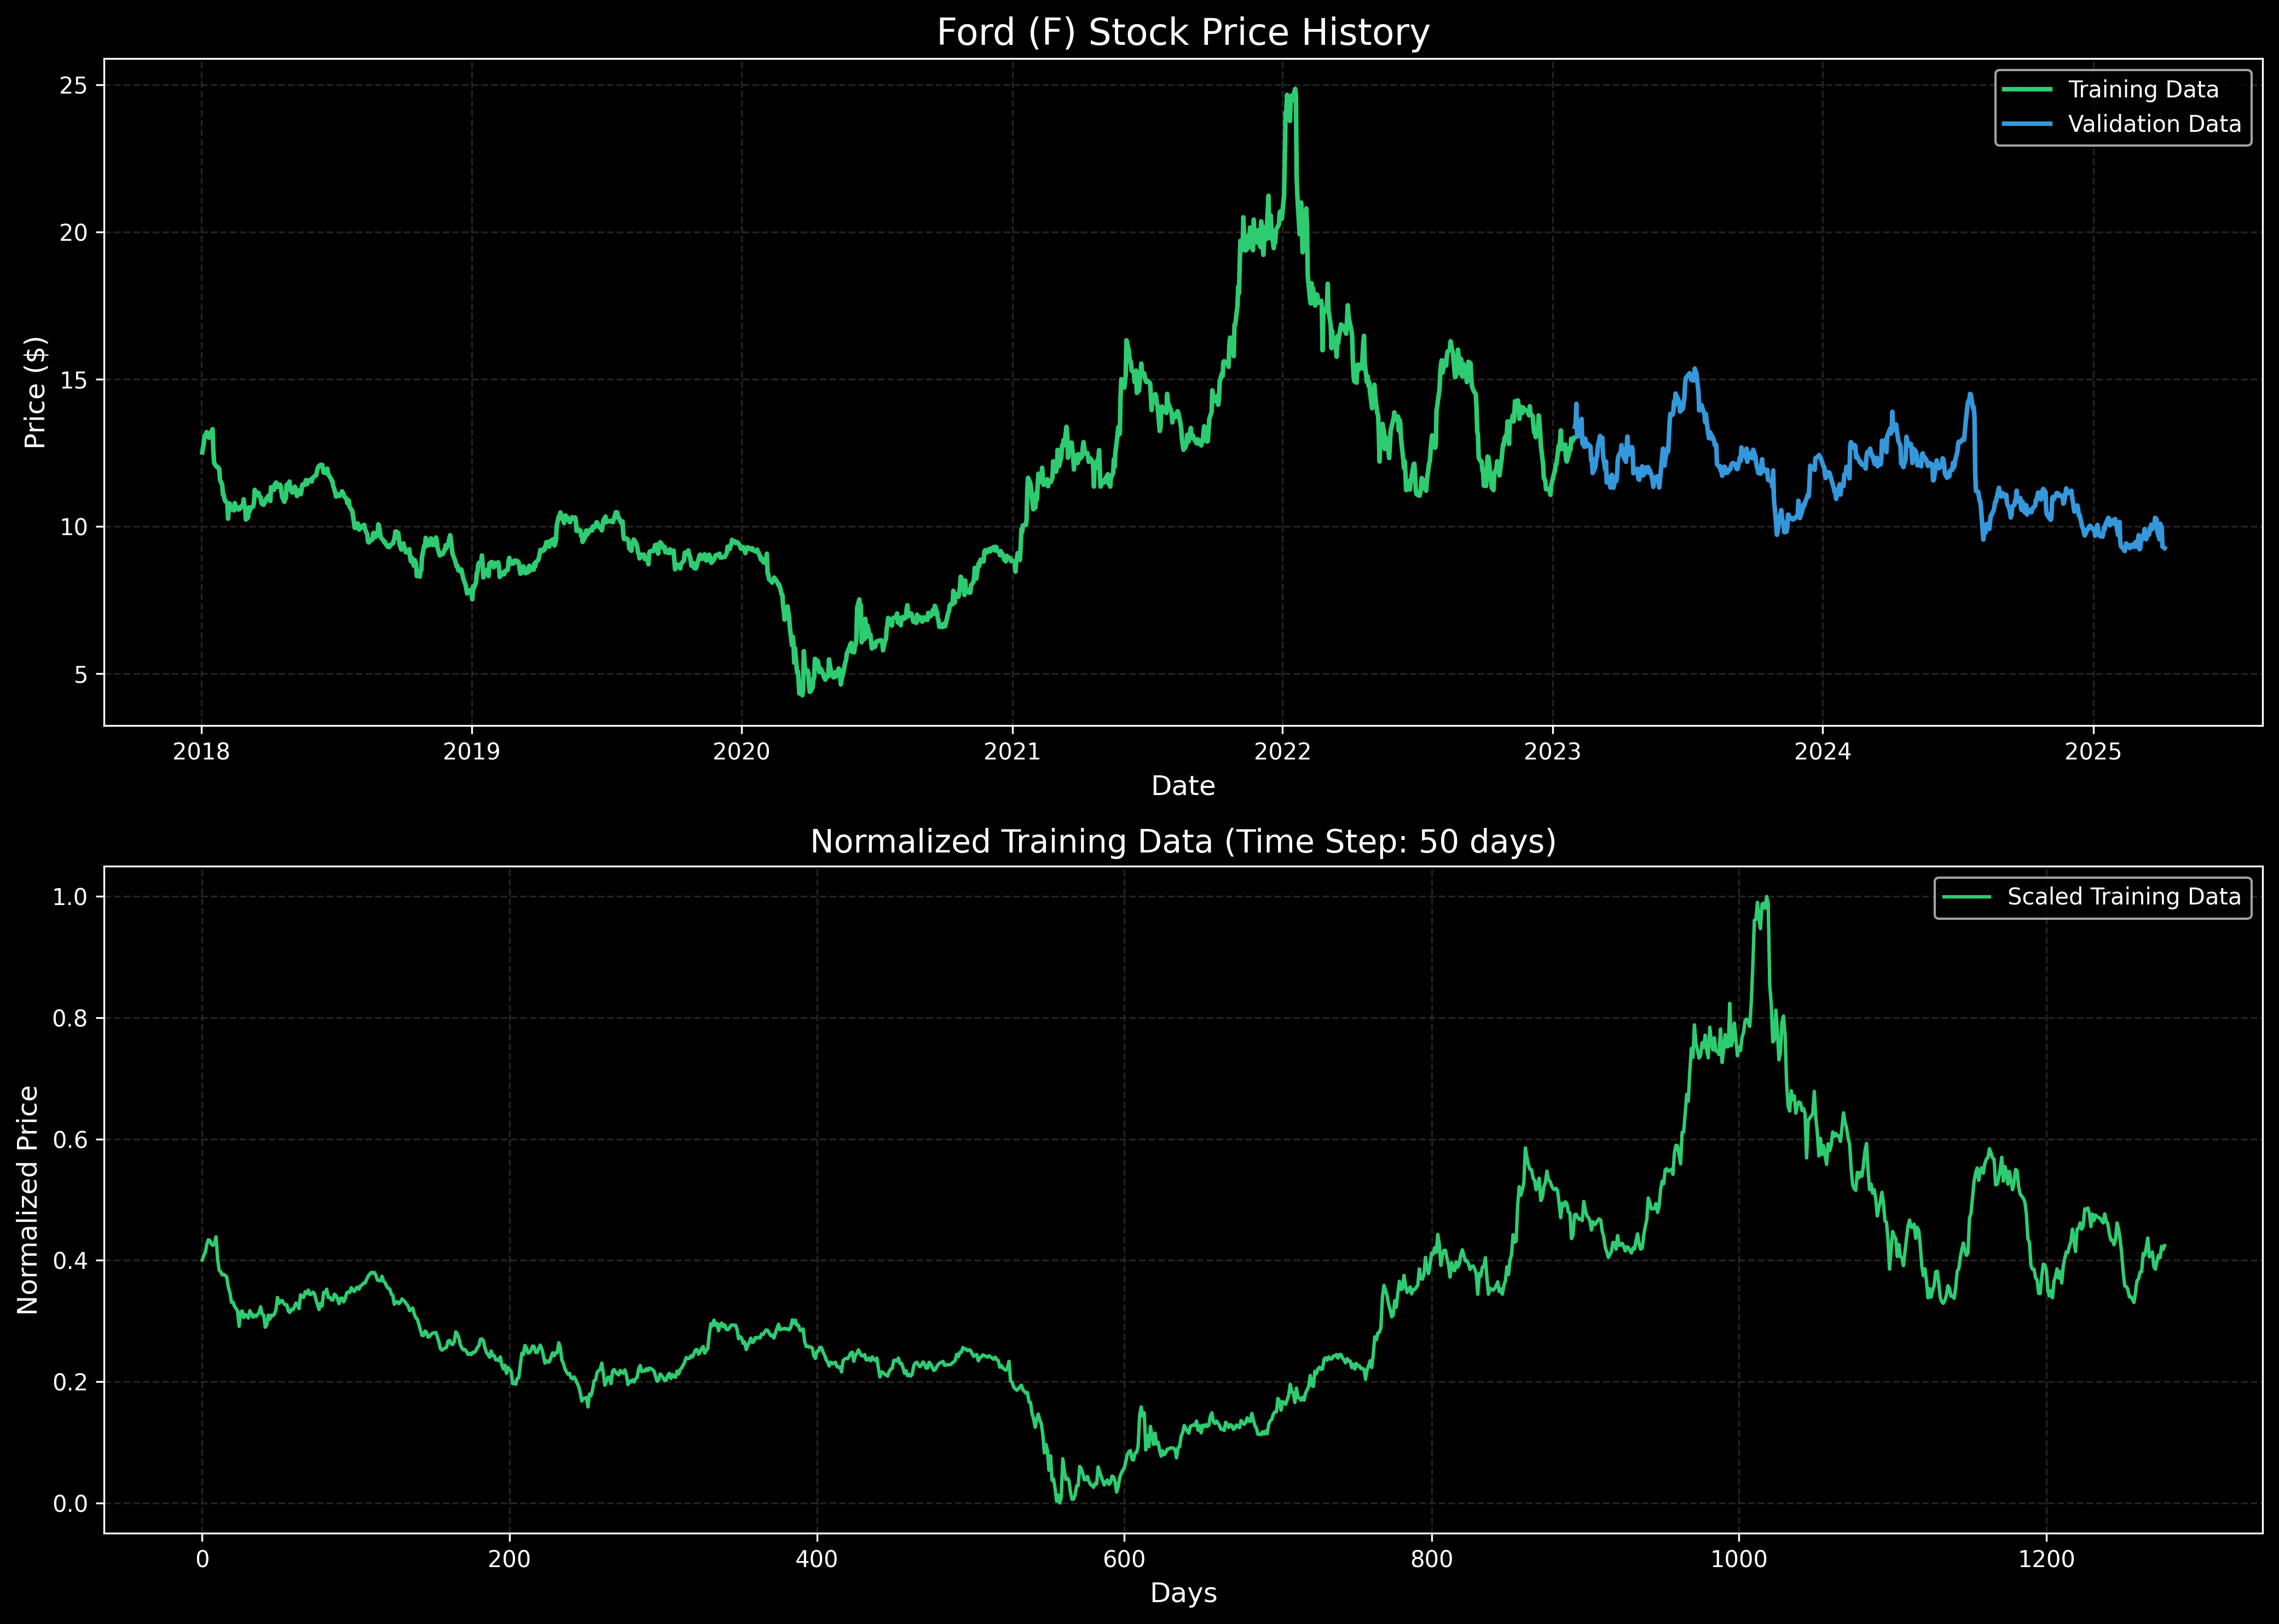 Ford (F) Stock Price History
25
20
15
10
5
Price ($)
Training Data
Validation Data
2018 2019 2020 2021 2022 2023 2024 2025
Date
Normalized Training Data (Time Step: 50 days)
1.0
0.8
0.6
0.4
0.2
0.0
Normalized Price
Scaled Training Data
0 200 400 600 800 1000 1200
Days